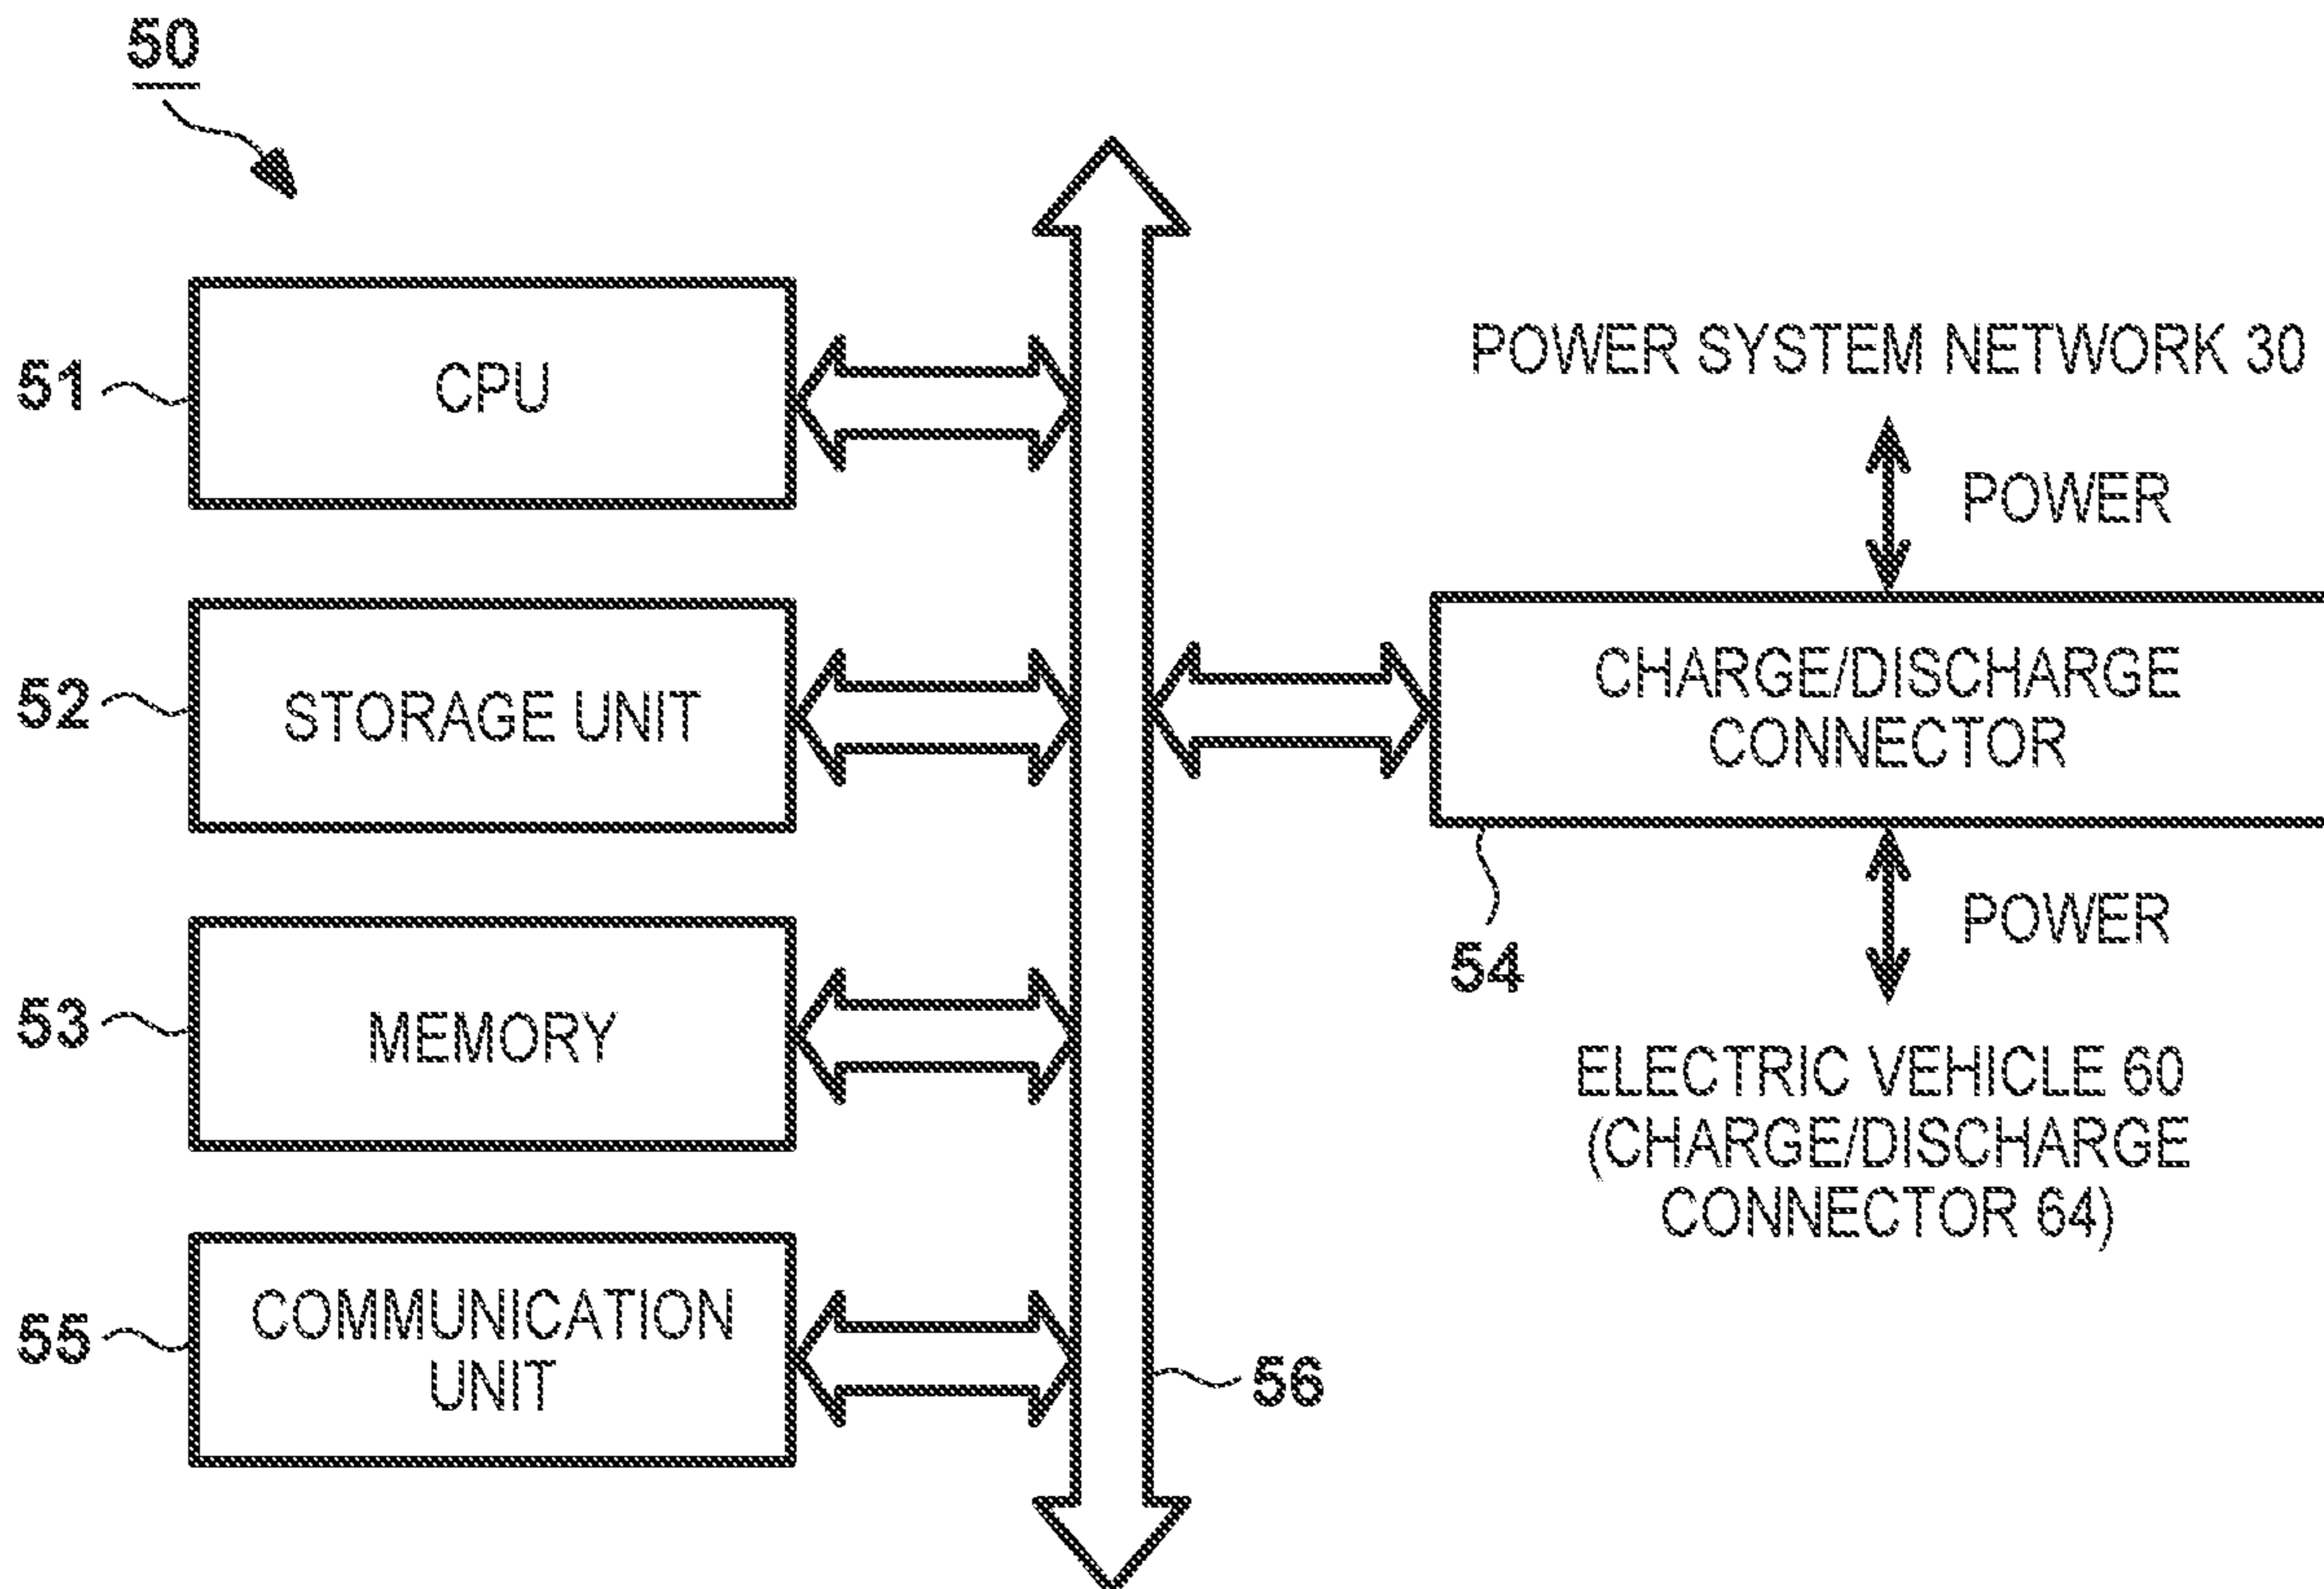 50
51
CPU
POWER SYSTEM NETWORK 30
POWER
52
STORAGE UNIT
CHARGE/DISCHARGE
CONNECTOR
54
POWER
53
MEMORY
ELECTRIC VEHICLE 60
(CHARGE/DISCHARGE
CONNECTOR 64)
55
COMMUNICATION
UNIT
56